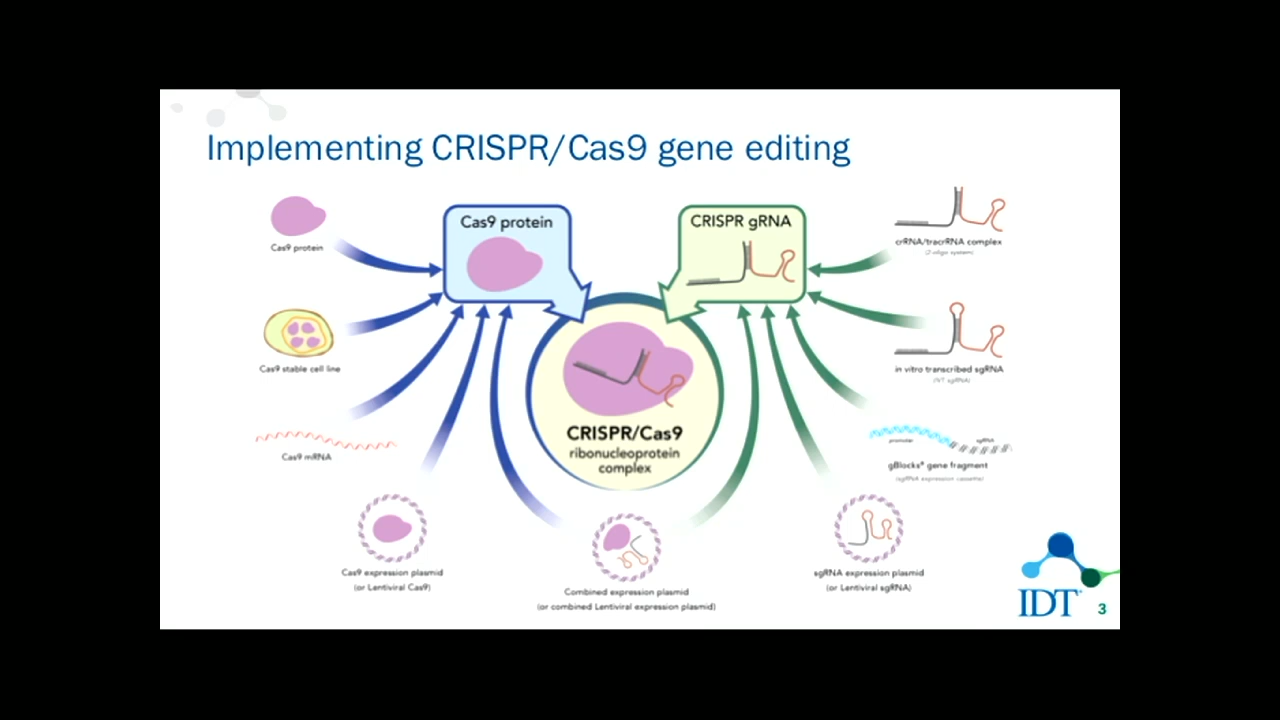 Implementing CRISPR/Cas9 gene editing
Cas9 protein
CRISPR gRNA
Cas9 protein
crRNA/tracrRNA complex
(2-oligo system)
Cas9 stable cell line
in vitro transcribed sgRNA
(IVT sgRNA)
CRISPR/Cas9
ribonucleoprotein
complex
Cas9 mRNA
promoter
sgRNA
gBlocks® gene fragment
(sgRNA expression cassette)
Cas9 expression plasmid
(or Lentiviral Cas9)
Combined expression plasmid
(or combined Lentiviral expression plasmid)
sgRNA expression plasmid
(or Lentiviral sgRNA)
IDT
3